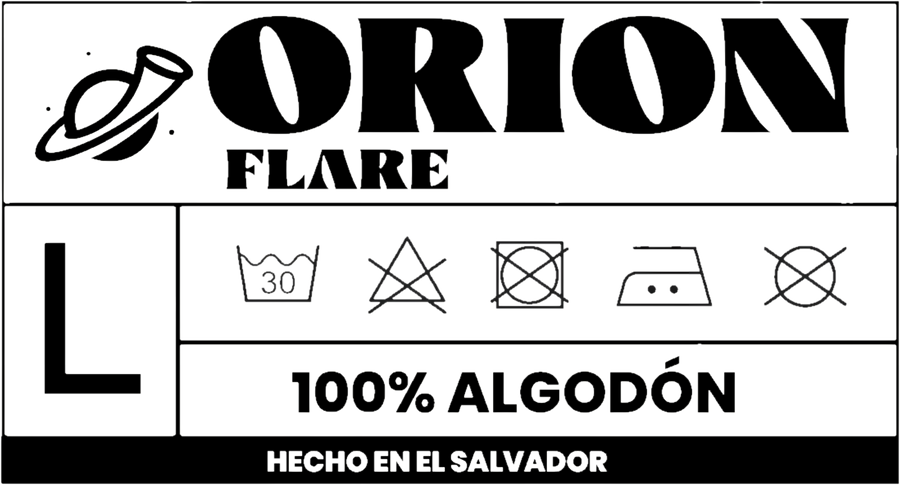 ORION
FLARE
L
30
100% ALGODÓN
HECHO EN EL SALVADOR